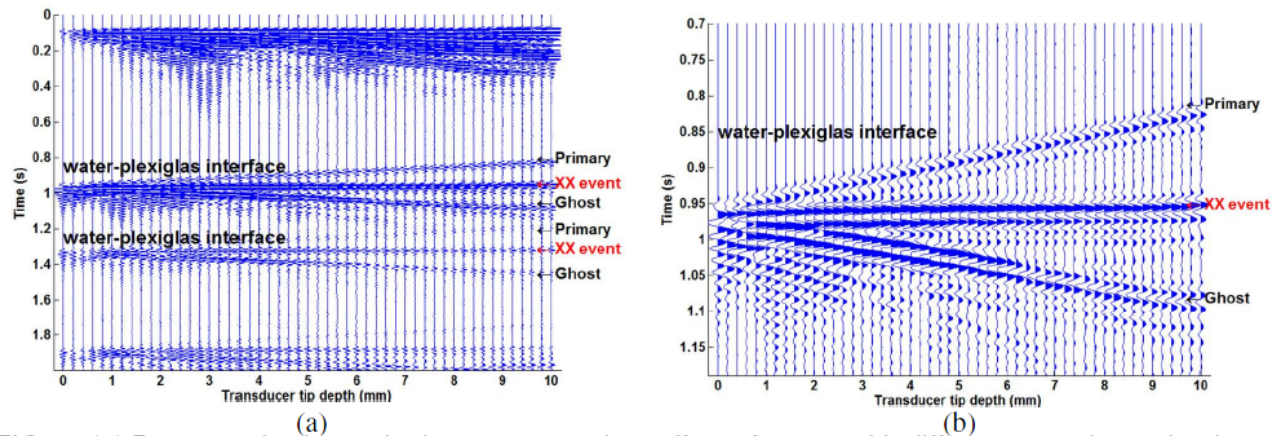 0
0.2
0.4
0.6
0.8
1
1.2
1.4
1.6
1.8
Time (s)
water-plexiglas interface
Primary
XX event
Ghost
water-plexiglas interface
Primary
XX event
Ghost
0 1 2 3 4 5 6 7 8 9 10
Transducer tip depth (mm)
(a)
0.7
0.75
0.8
0.85
0.9
0.95
1
1.05
1.1
1.15
Time (s)
water-plexiglas interface
Primary
XX event
Ghost
0 1 2 3 4 5 6 7 8 9 10
Transducer tip depth (mm)
(b)